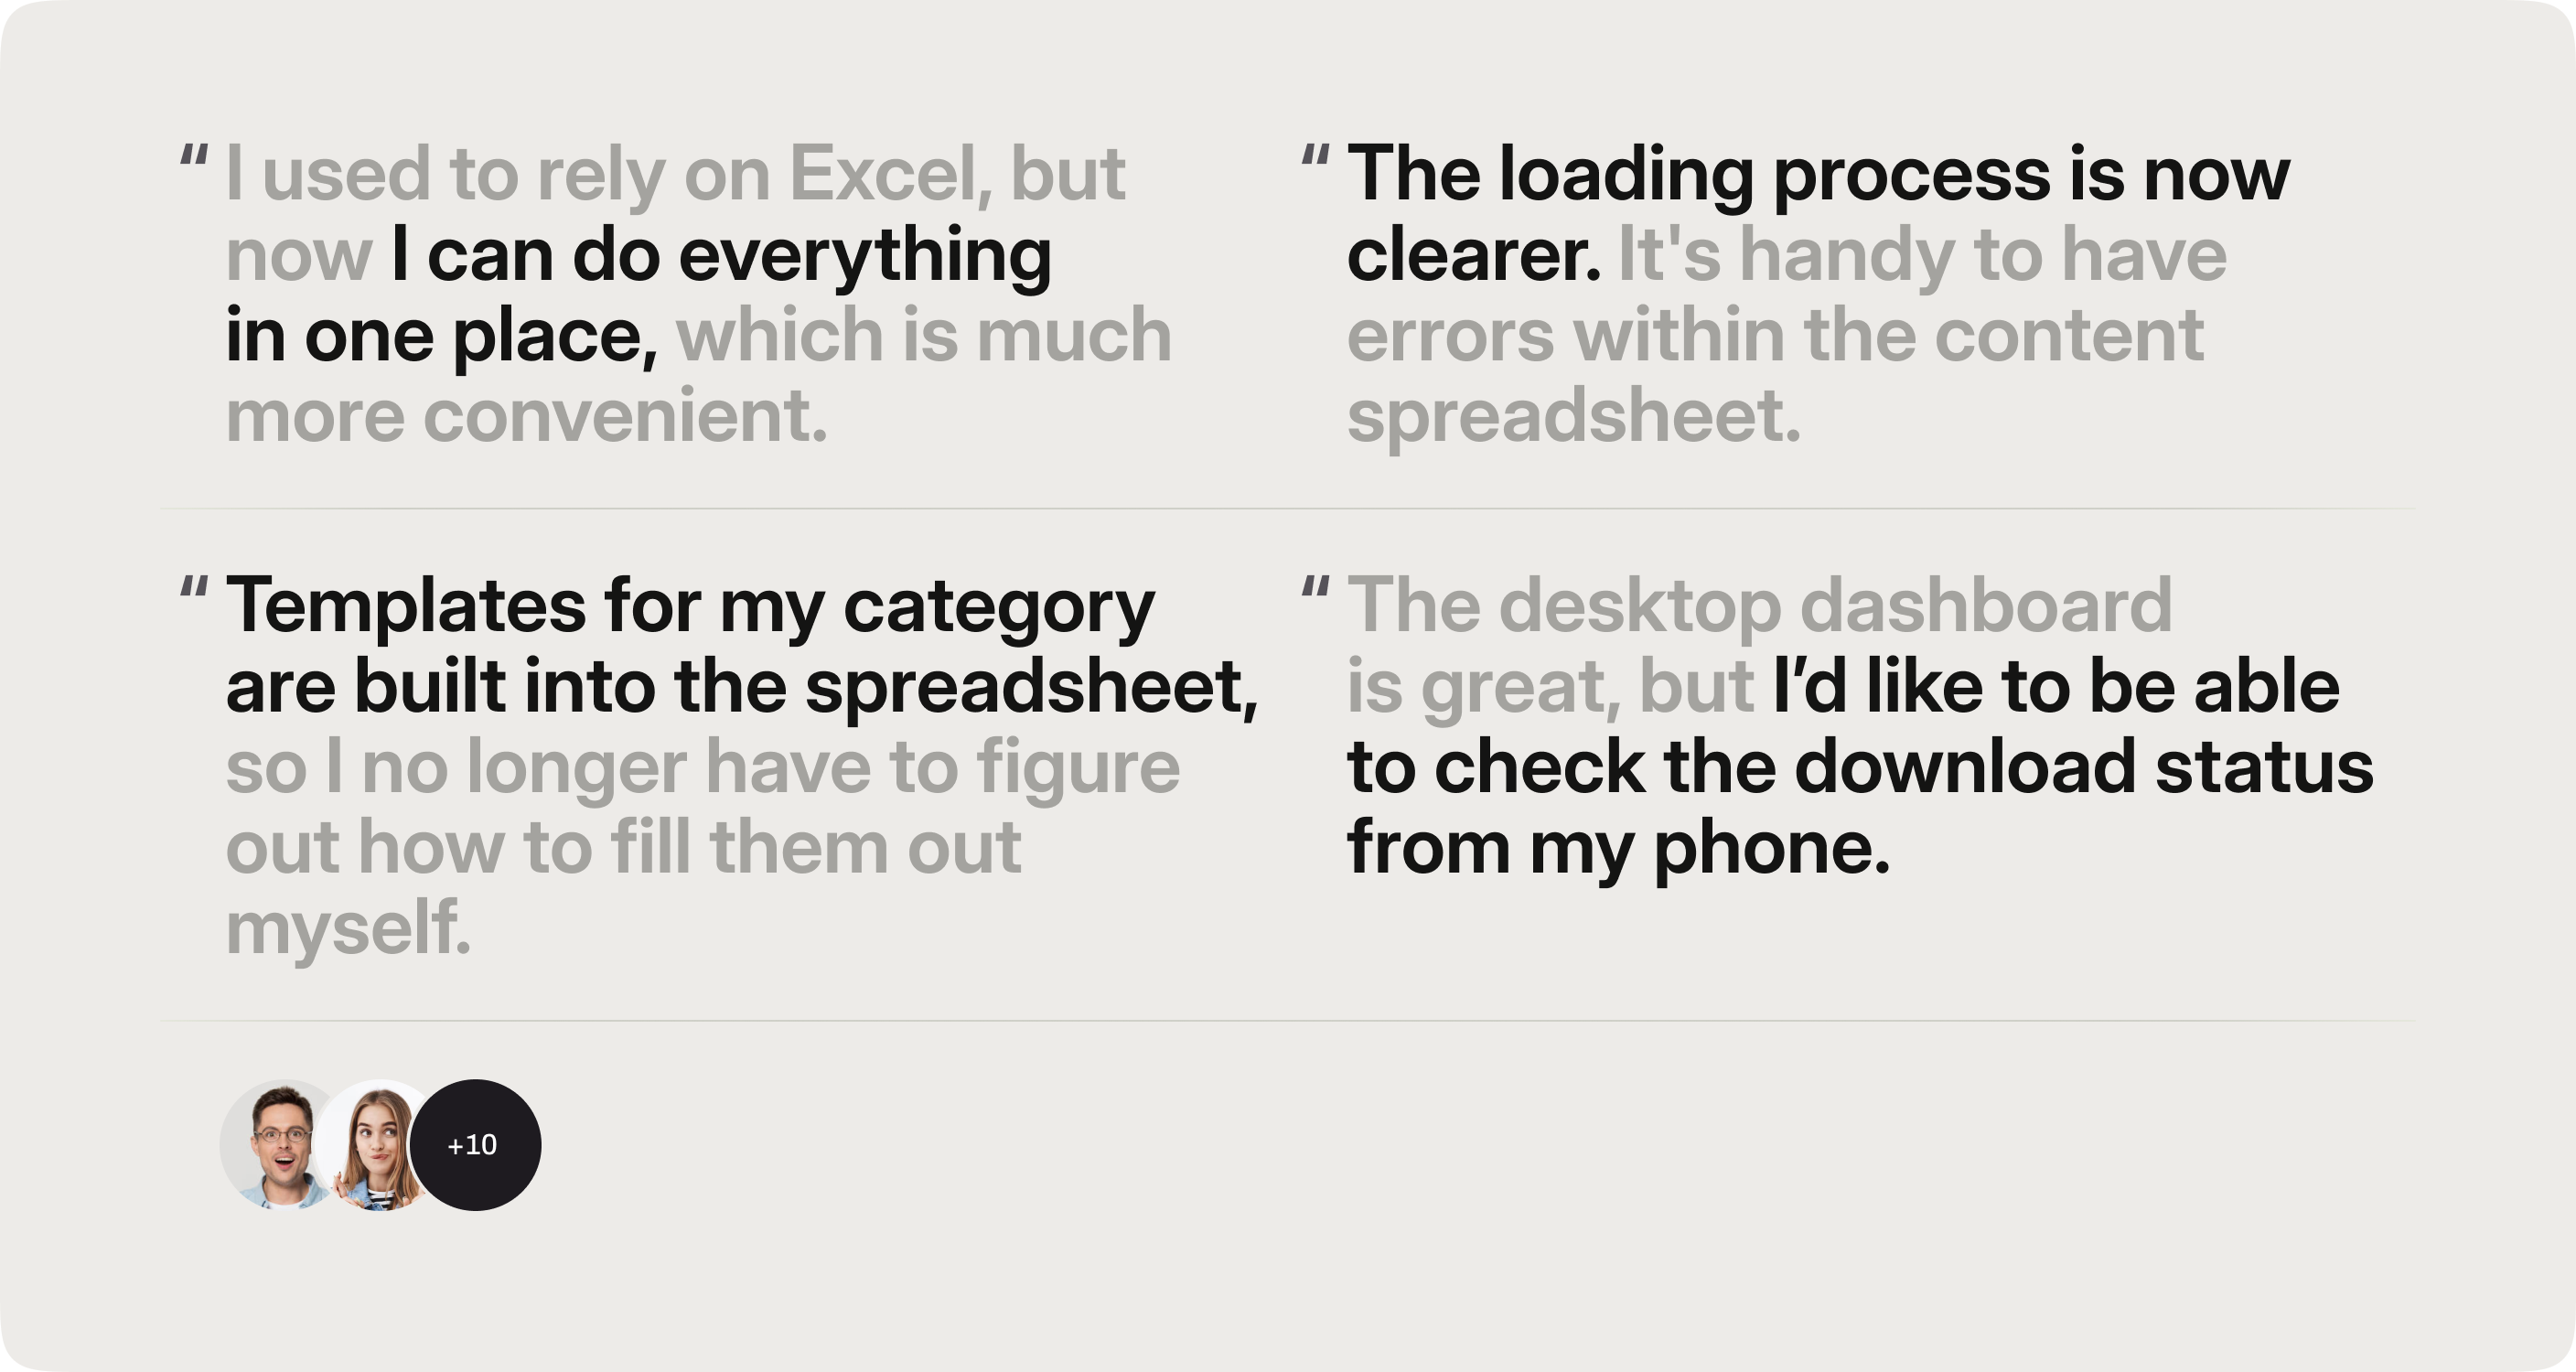 “ I used to rely on Excel, but
now I can do everything
in one place, which is much
more convenient.
“ The loading process is now
clearer. It's handy to have
errors within the content
spreadsheet.
“ Templates for my category
are built into the spreadsheet,
so I no longer have to figure
out how to fill them out
myself.
“ The desktop dashboard
is great, but I’d like to be able
to check the download status
from my phone.
+10